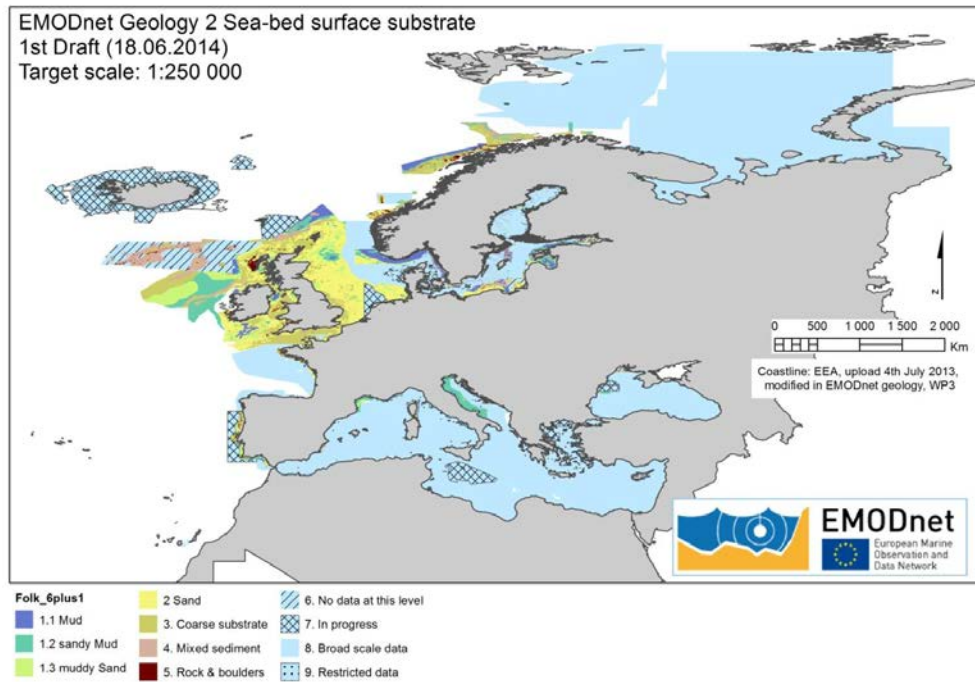 EMODnet Geology 2 Sea-bed surface substrate
1st Draft (18.06.2014)
Target scale: 1:250 000
z
0 500 1 000 1 500 2 000
Km
Coastline: EEA, upload 4th July 2013,
modified in EMODnet geology, WP3
EMODnet
European Marine
Observation and
Data Network
Folk_6plus1
1.1 Mud
1.2 sandy Mud
1.3 muddy Sand
2 Sand
3. Coarse substrate
4. Mixed sediment
5. Rock & boulders
6. No data at this level
7. In progress
8. Broad scale data
9. Restricted data